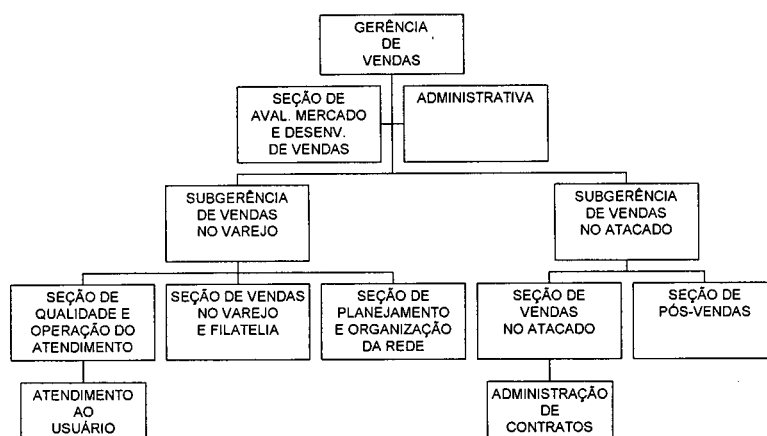 GERÊNCIA
DE
VENDAS
SEÇÃO DE
AVAL. MERCADO
E DESENV.
DE VENDAS
ADMINISTRATIVA
SUBGERÊNCIA
DE VENDAS
NO VAREJO
SUBGERÊNCIA
DE VENDAS
NO ATACADO
SEÇÃO DE
QUALIDADE E
OPERAÇÃO DO
ATENDIMENTO
SEÇÃO DE VENDAS
NO VAREJO
E FILATELIA
SEÇÃO DE
PLANEJAMENTO
E ORGANIZAÇÃO
DA REDE
SEÇÃO DE
VENDAS
NO ATACADO
SEÇÃO DE
PÓS-VENDAS
ATENDIMENTO
AO
USUÁRIO
ADMINISTRAÇÃO
DE
CONTRATOS